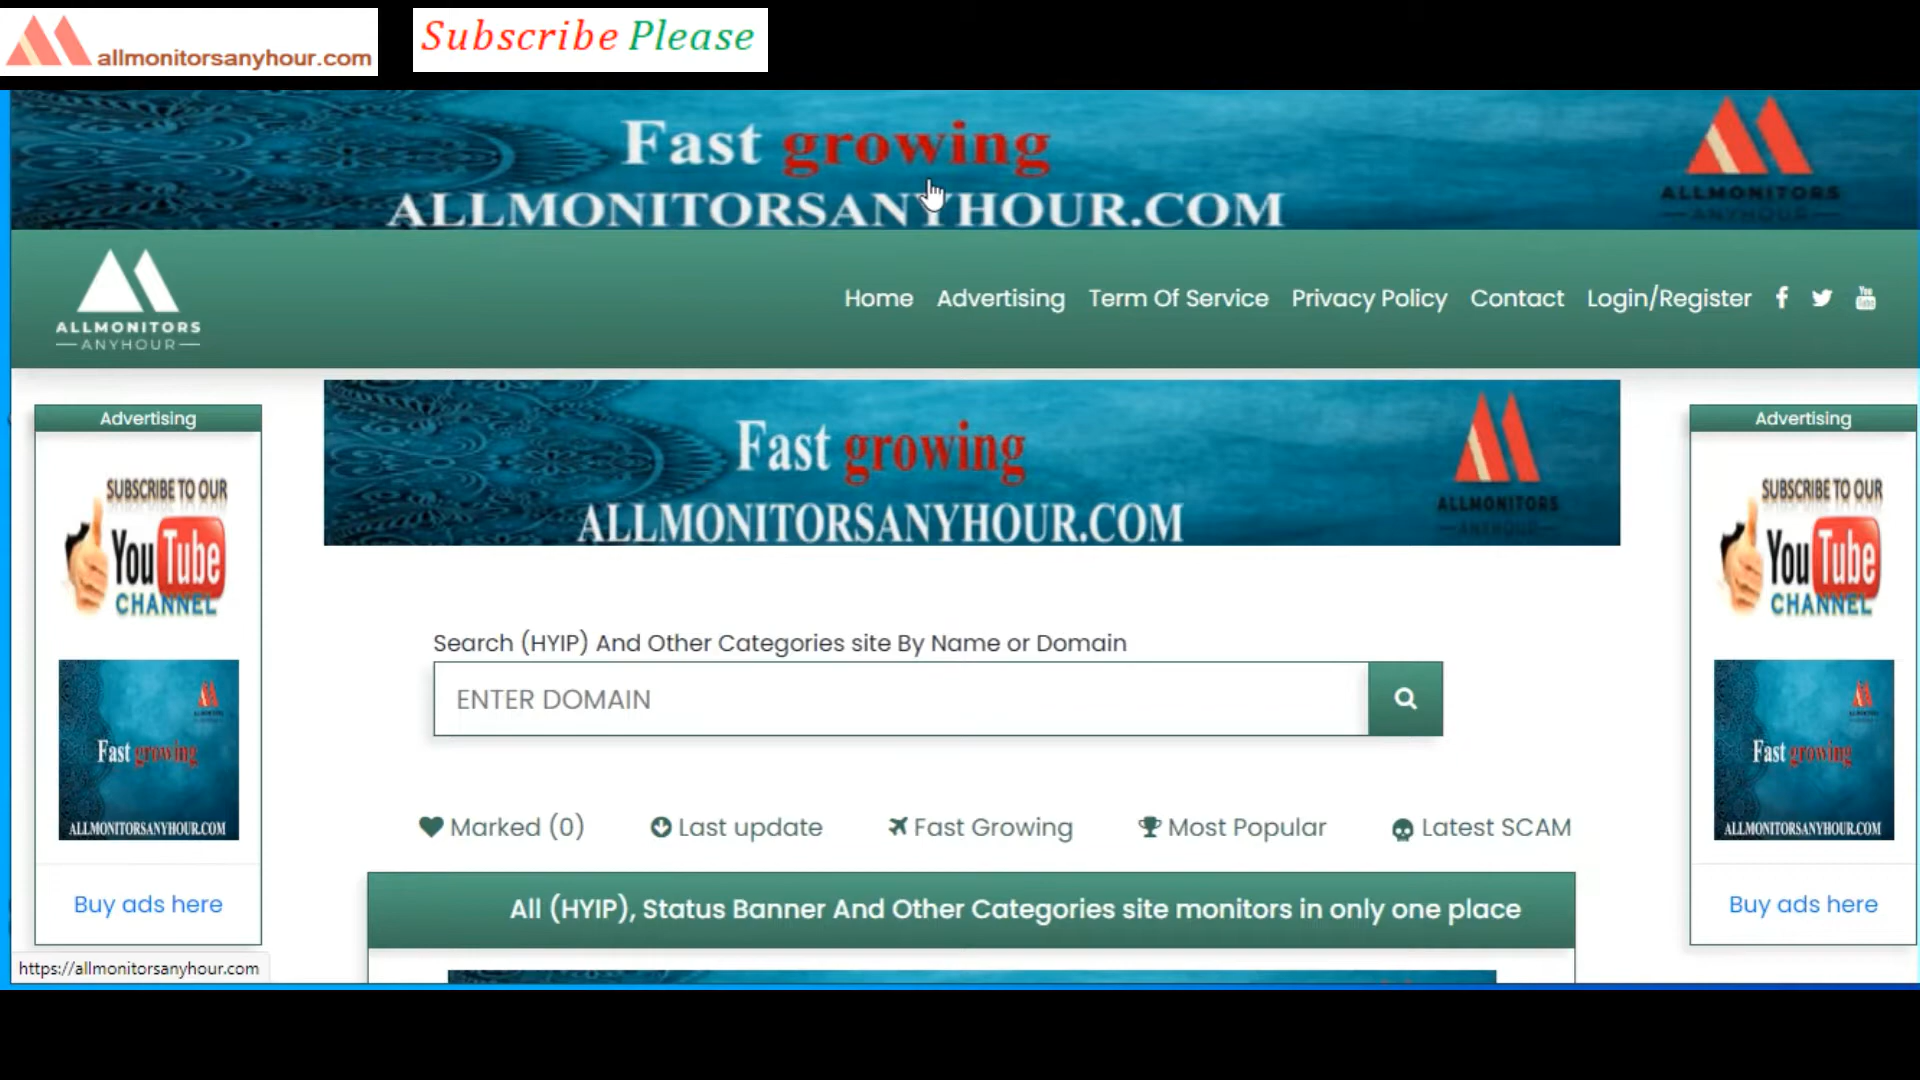 allmonitorsanyhour.com
Subscribe Please
Fast growing
ALLMONITORSANYHOUR.COM
ALLMONITORS
ANYHOUR
ALLMONITORS
ANYHOUR
Home Advertising Term Of Service Privacy Policy Contact Login/Register
You
Tube
Advertising
SUBSCRIBE TO OUR
YouTube
CHANNEL
Fast growing
ALLMONITORSANYHOUR.COM
Buy ads here
Fast growing
ALLMONITORSANYHOUR.COM
ALLMONITORS
ANYHOUR
Search (HYIP) And Other Categories site By Name or Domain
ENTER DOMAIN
Marked (0) Last update Fast Growing Most Popular Latest SCAM
All (HYIP), Status Banner And Other Categories site monitors in only one place
Advertising
SUBSCRIBE TO OUR
YouTube
CHANNEL
Fast growing
ALLMONITORSANYHOUR.COM
Buy ads here
https://allmonitorsanyhour.com